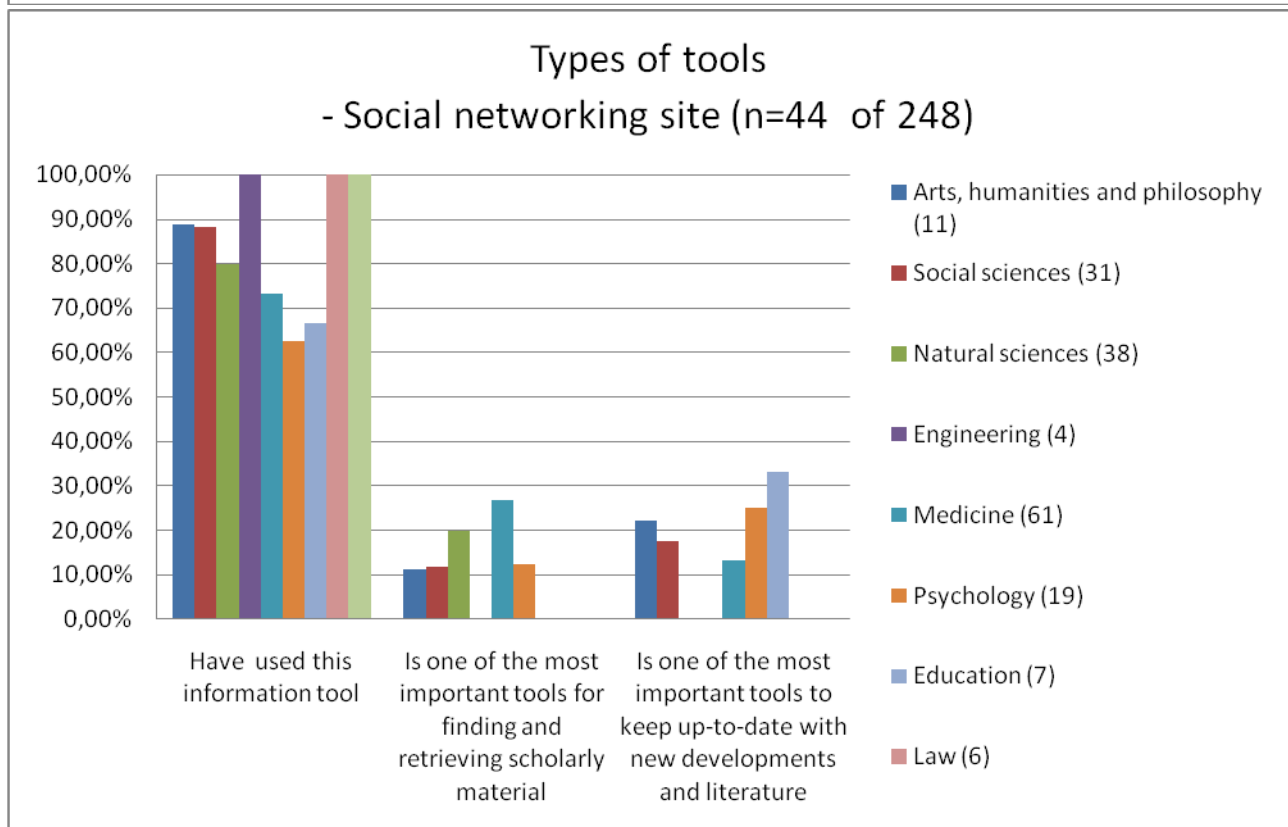 Types of tools
- Social networking site (n=44 of 248)
100,00%
90,00%
80,00%
70,00%
60,00%
50,00%
40,00%
30,00%
20,00%
10,00%
0,00%
Have used this
information tool
Is one of the most
important tools for
finding and
retrieving scholarly
material
Is one of the most
important tools to
keep up-to-date with
new developments
and literature
Arts, humanities and philosophy
(11)
Social sciences (31)
Natural sciences (38)
Engineering (4)
Medicine (61)
Psychology (19)
Education (7)
Law (6)